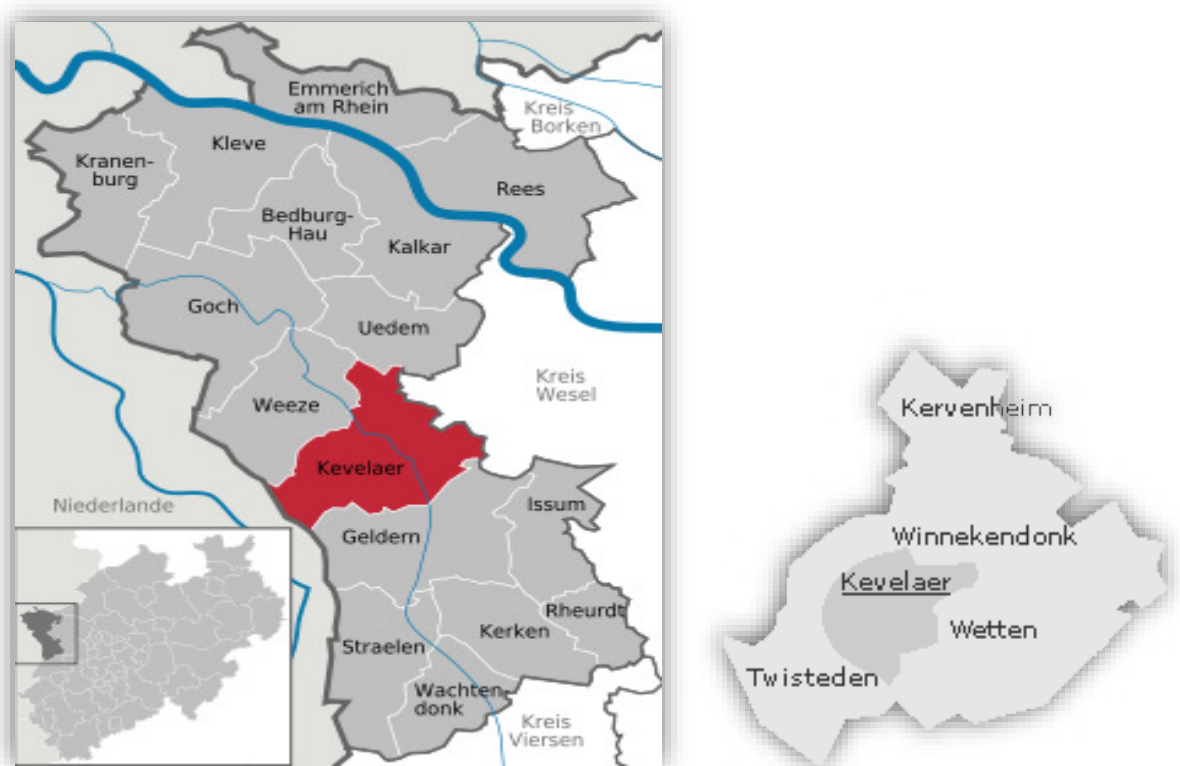 Emmerich
am Rhein
Kreis
Borken
Kleve
Kranen-
burg
Rees
Bedburg-
Hau
Kalkar
Goch
Uedem
Kreis
Wesel
Weeze
Kevelaer
Niederlande
Issum
Geldern
Rheurdt
Kerken
Straelen
Wachten
donk
Kreis
Viersen
Kervenheim
Winnekendonk
Kevelaer
Wetten
Twisteden